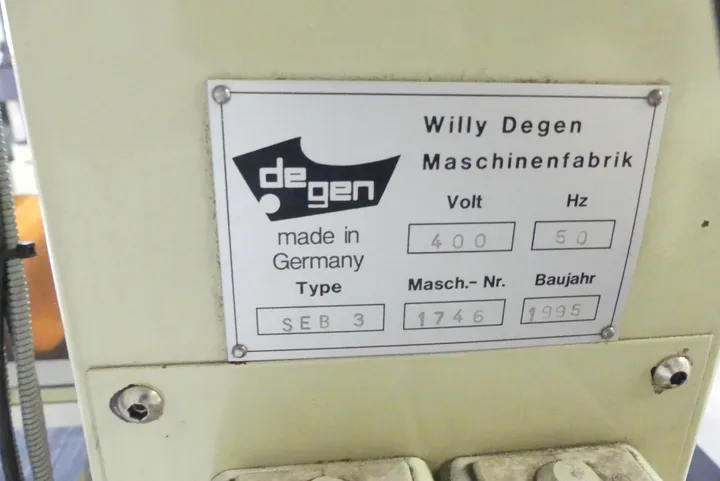 degen
Willy Degen
Maschinenfabrik
made in
Germany
Volt Hz
400 50
Type Masch.- Nr. Baujahr
SEB 3 1746 1995